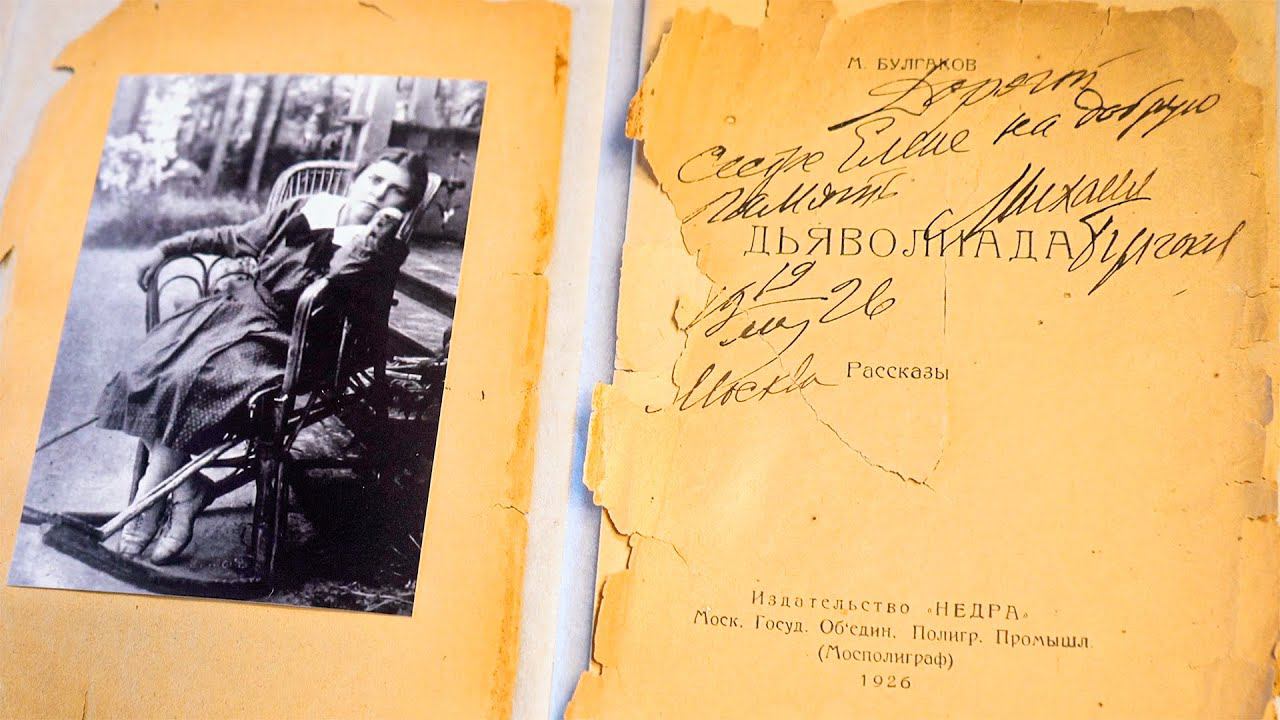 М. БУЛГАКОВ
Дорогой
Сестре Елене на добрую
память Михаил
ДЬЯВОЛИАДА Булгаков
19
26
Москва
Рассказы
Издательство «НЕДРА»
Моск. Госуд. Об‘един. Полигр. Промышл.
(Мосполиграф)
1926